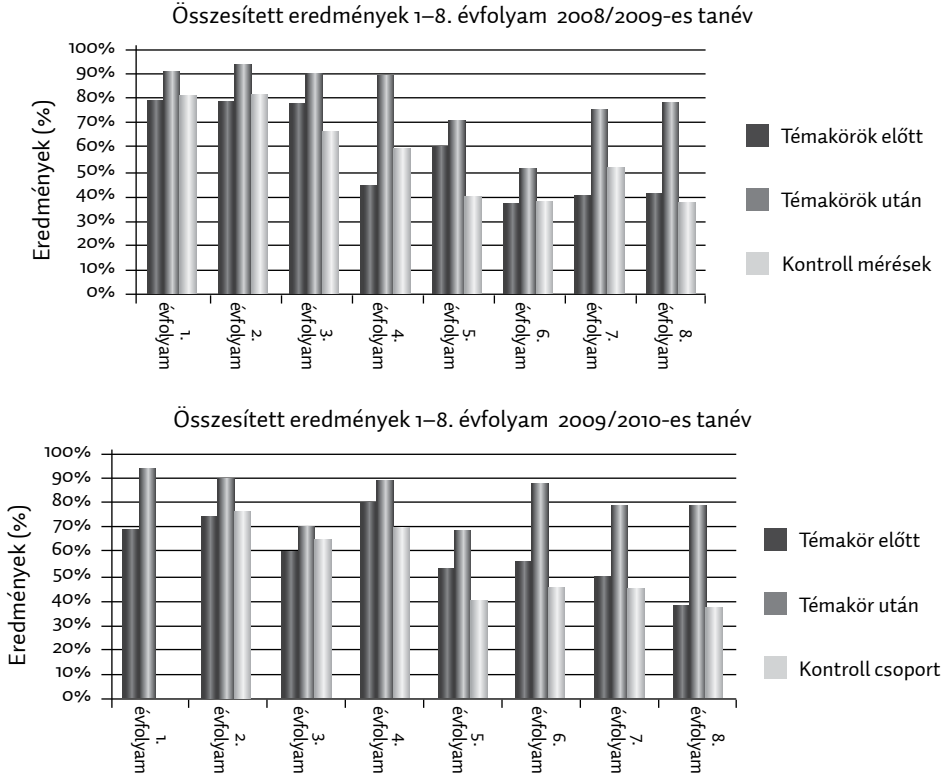 Összesített eredmények 1–8. évfolyam 2008/2009-es tanév
Eredmények (%)
100%
90%
80%
70%
60%
50%
40%
30%
20%
10%
0%
1. évfolyam
2. évfolyam
3. évfolyam
4. évfolyam
5. évfolyam
6. évfolyam
7. évfolyam
8. évfolyam
Témakörök előtt
Témakörök után
Kontroll mérések
Összesített eredmények 1–8. évfolyam 2009/2010-es tanév
Eredmények (%)
100%
90%
80%
70%
60%
50%
40%
30%
20%
10%
0%
1. évfolyam
2. évfolyam
3. évfolyam
4. évfolyam
5. évfolyam
6. évfolyam
7. évfolyam
8. évfolyam
Témakör előtt
Témakör után
Kontroll csoport